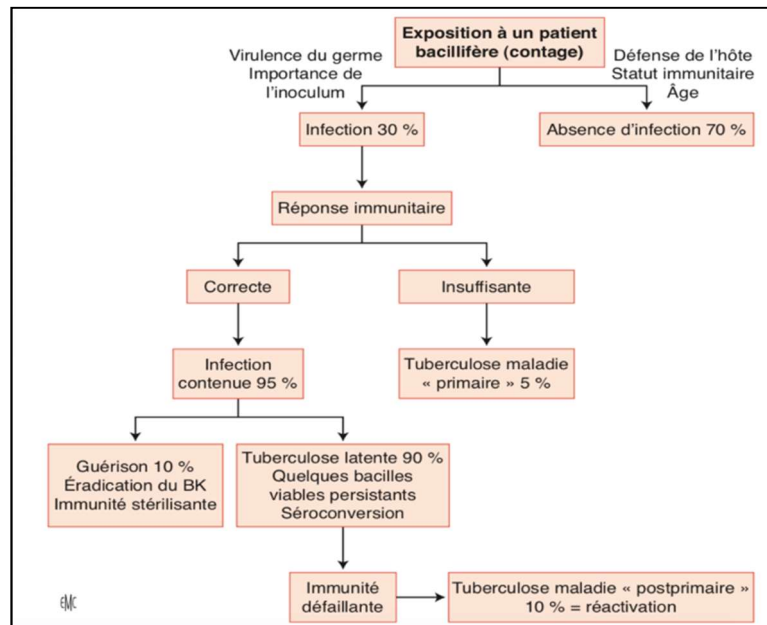 Exposition à un patient
bacillifère (contage)
Virulence du germe
Importance de
l'inoculum
Défense de l'hôte
Statut immunitaire
Âge
Infection 30 %
Absence d'infection 70 %
Réponse immunitaire
Correcte
Insuffisante
Infection
contenue 95 %
Tuberculose maladie
« primaire » 5 %
Guérison 10 %
Éradication du BK
Immunité stérilisante
Tuberculose latente 90 %
Quelques bacilles
viables persistants
Séroconversion
Immunité
défaillante
Tuberculose maladie « postprimaire »
10 % = réactivation
EMC